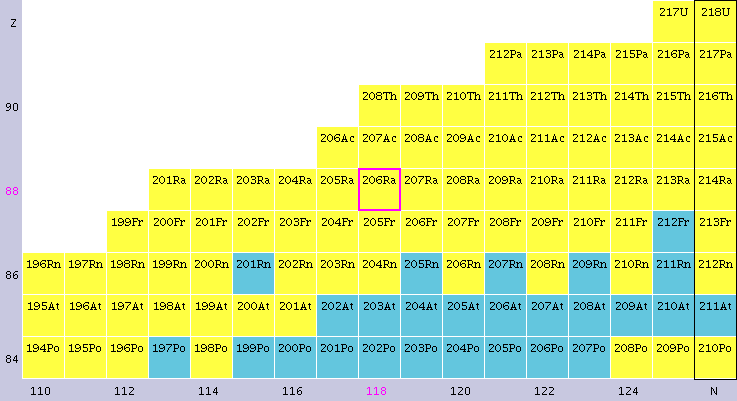 Z 217U 218U
212Pa 213Pa 214Pa 215Pa 216Pa 217Pa
90 208Th 209Th 210Th 211Th 212Th 213Th 214Th 215Th 216Th
206Ac 207Ac 208Ac 209Ac 210Ac 211Ac 212Ac 213Ac 214Ac 215Ac
88 201Ra 202Ra 203Ra 204Ra 205Ra 206Ra 207Ra 208Ra 209Ra 210Ra 211Ra 212Ra 213Ra 214Ra
199Fr 200Fr 201Fr 202Fr 203Fr 204Fr 205Fr 206Fr 207Fr 208Fr 209Fr 210Fr 211Fr 212Fr 213Fr
86 196Rn 197Rn 198Rn 199Rn 200Rn 201Rn 202Rn 203Rn 204Rn 205Rn 206Rn 207Rn 208Rn 209Rn 210Rn 211Rn 212Rn
195At 196At 197At 198At 199At 200At 201At 202At 203At 204At 205At 206At 207At 208At 209At 210At 211At
84 194Po 195Po 196Po 197Po 198Po 199Po 200Po 201Po 202Po 203Po 204Po 205Po 206Po 207Po 208Po 209Po 210Po
110 112 114 116 118 120 122 124 N